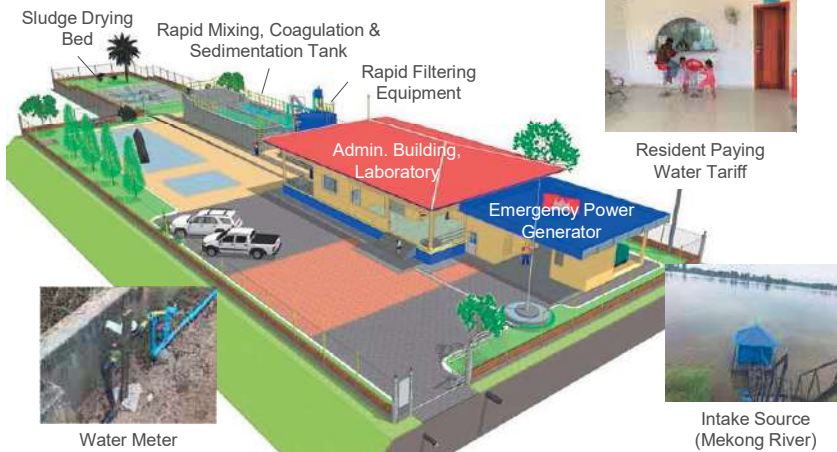 Sludge Drying
Bed
Rapid Mixing, Coagulation &
Sedimentation Tank
Rapid Filtering
Equipment
Admin. Building,
Laboratory
Emergency Power
Generator
Resident Paying
Water Tariff
Water Meter
Intake Source
(Mekong River)